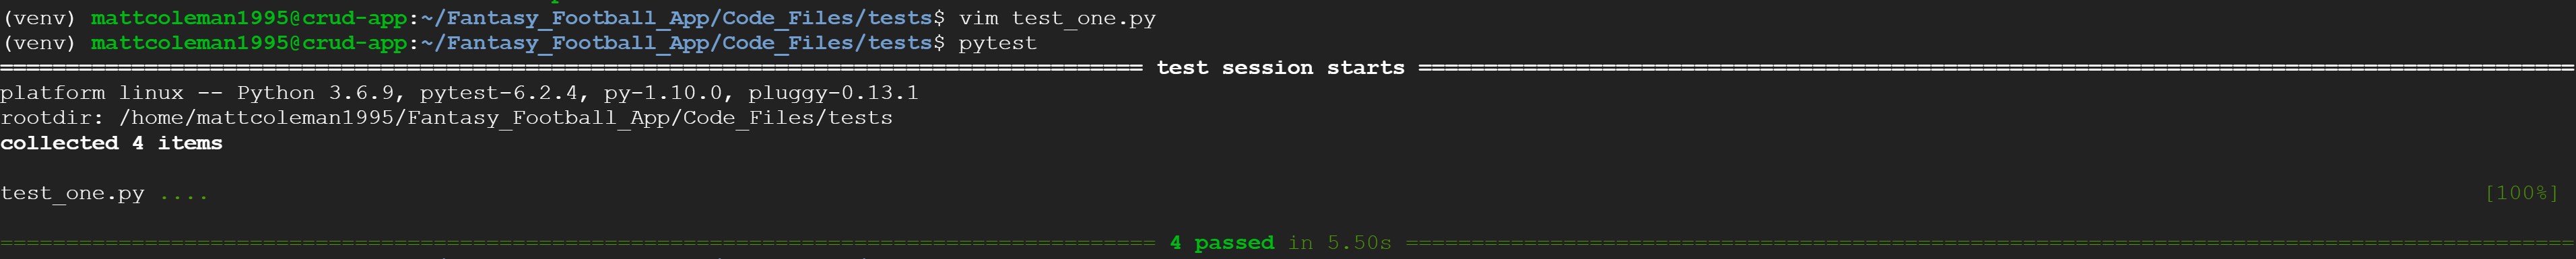 (venv) mattcoleman1995@crud-app:~/Fantasy_Football_App/Code_Files/tests$ vim test_one.py
(venv) mattcoleman1995@crud-app:~/Fantasy_Football_App/Code_Files/tests$ pytest
======================================================================================= test session starts ========================================================================================
platform linux -- Python 3.6.9, pytest-6.2.4, py-1.10.0, pluggy-0.13.1
rootdir: /home/mattcoleman1995/Fantasy_Football_App/Code_Files/tests
collected 4 items
test_one.py .... [100%]
======================================================================================== 4 passed in 5.50s =========================================================================================